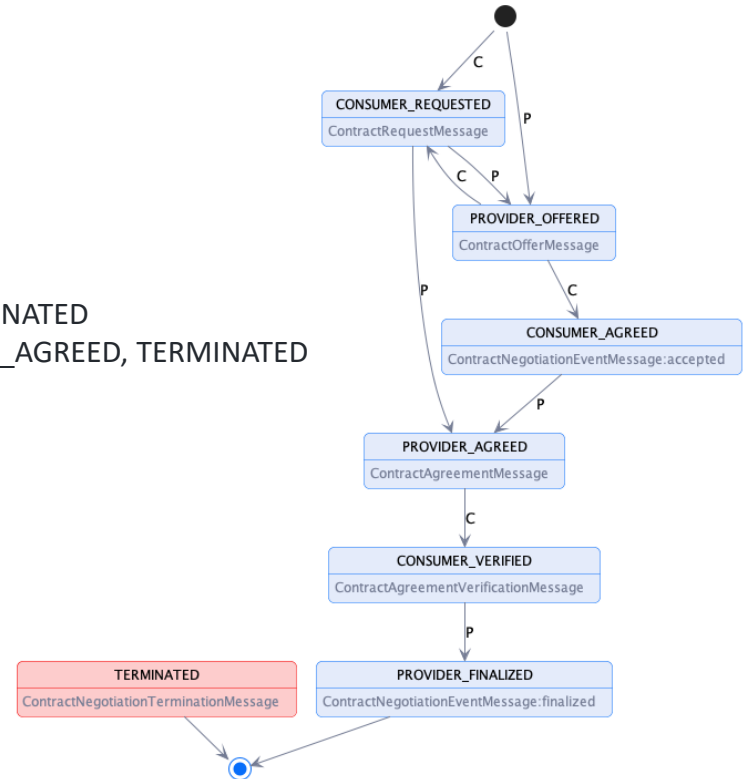 C
CONSUMER_REQUESTED
ContractRequestMessage
P
C
P
PROVIDER_OFFERED
ContractOfferMessage
P
C
NATED
_AGREED, TERMINATED
CONSUMER_AGREED
ContractNegotiationEventMessage:accepted
P
PROVIDER_AGREED
ContractAgreementMessage
C
CONSUMER_VERIFIED
ContractAgreementVerificationMessage
P
TERMINATED
ContractNegotiationTerminationMessage
PROVIDER_FINALIZED
ContractNegotiationEventMessage:finalized